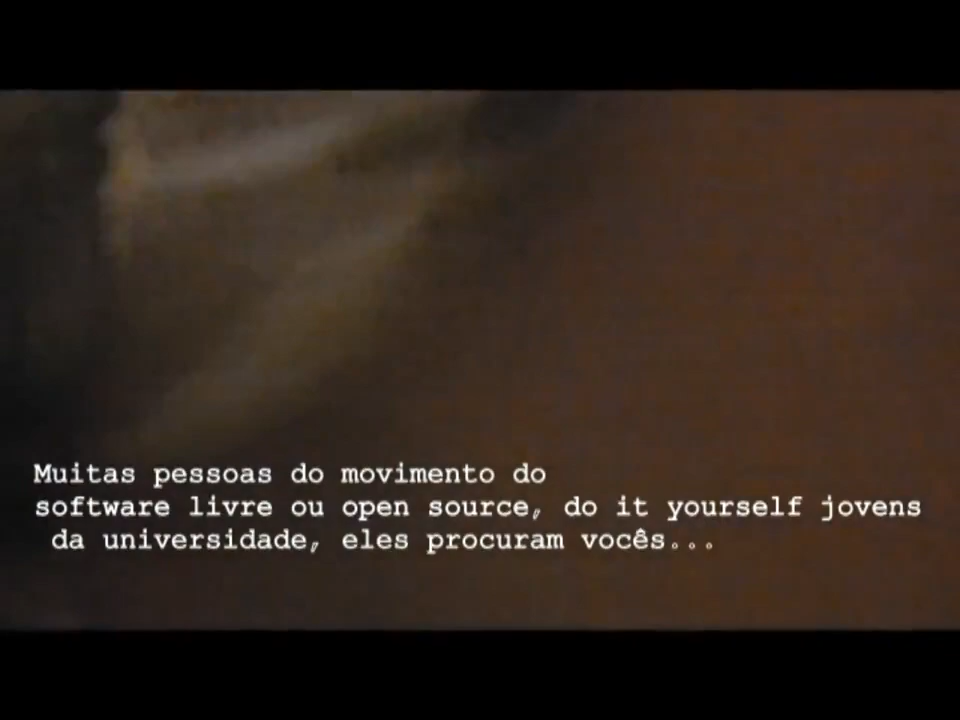 Muitas pessoas do movimento do
software livre ou open source, do it yourself jovens
da universidade, eles procuram vocês...